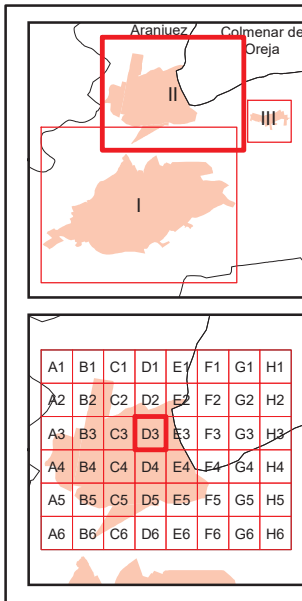 Aranjuez
Colmenar de
Oreja
II
III
I
A1 B1 C1 D1 E1 F1 G1 H1
A2 B2 C2 D2 E2 F2 G2 H2
A3 B3 C3 D3 E3 F3 G3 H3
A4 B4 C4 D4 E4 F4 G4 H4
A5 B5 C5 D5 E5 F5 G5 H5
A6 B6 C6 D6 E6 F6 G6 H6